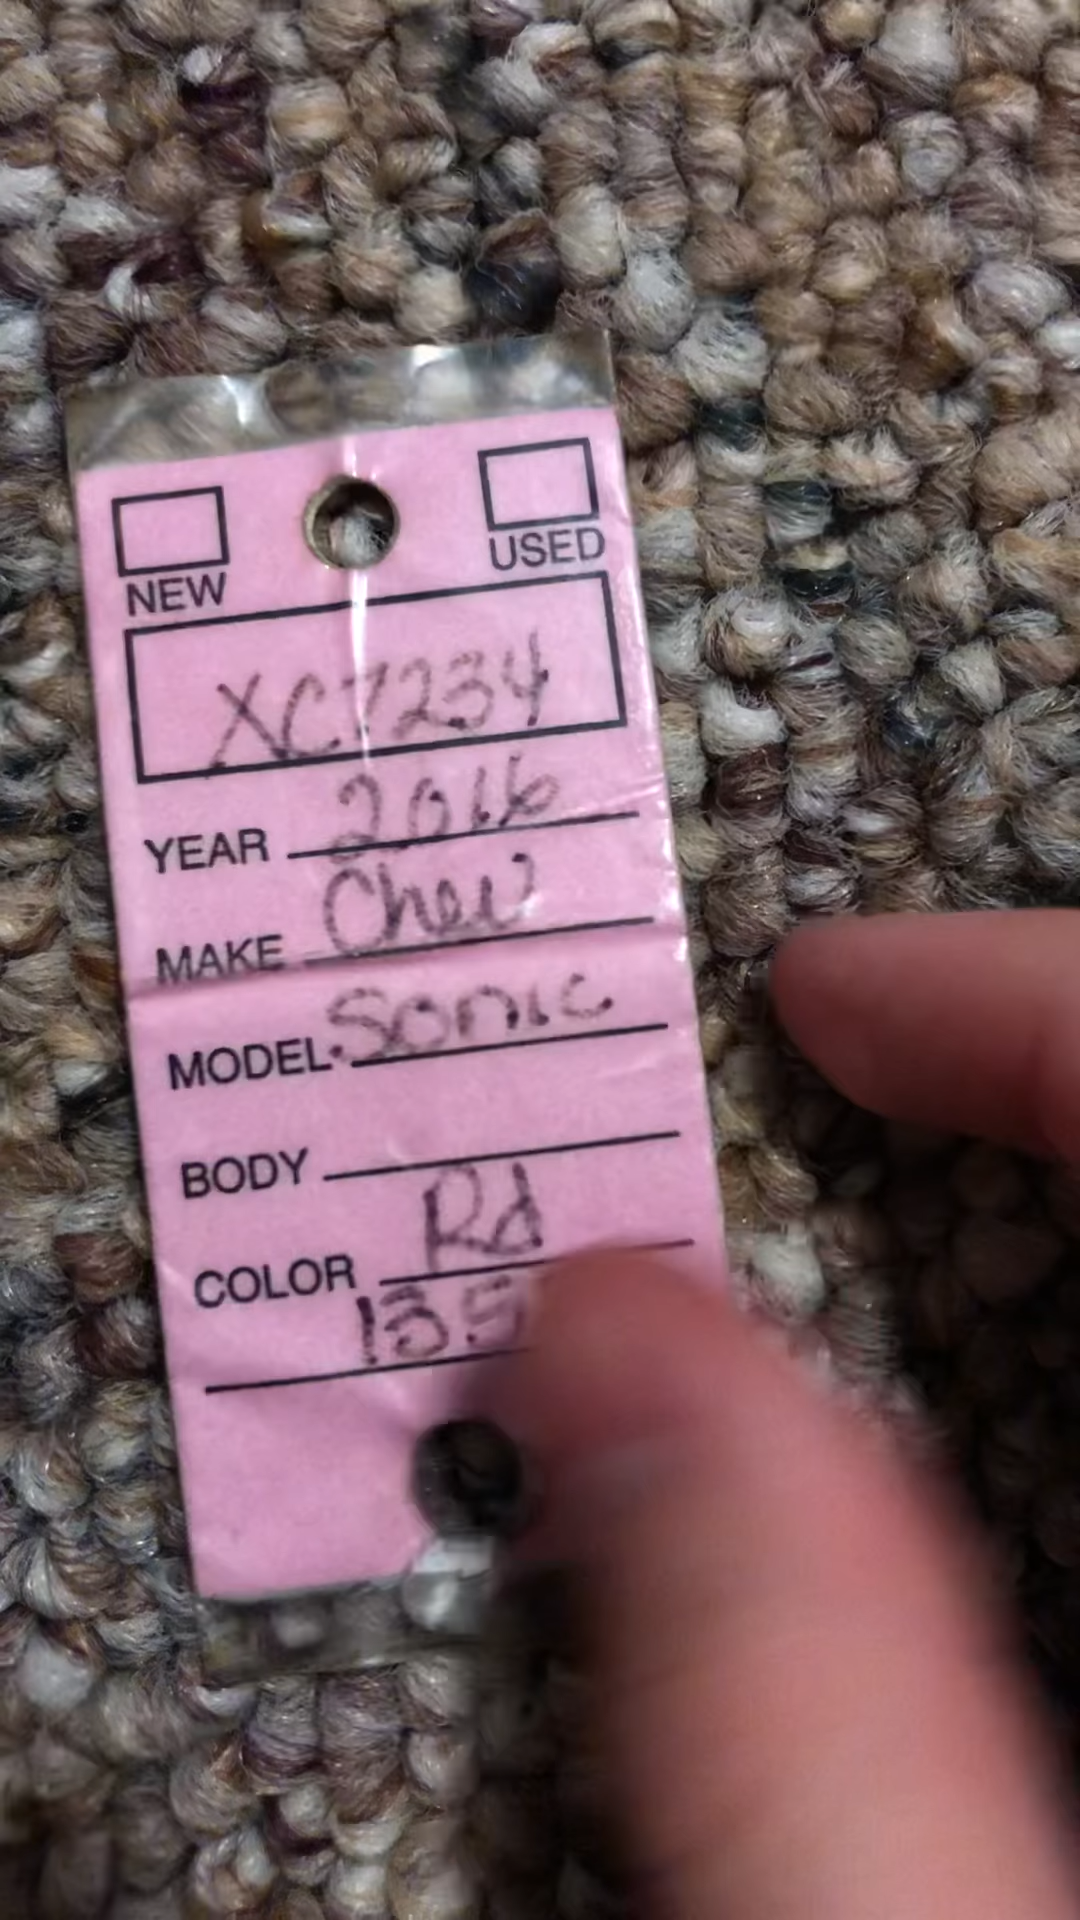 NEW USED
XC7234
YEAR 2016
MAKE Chev
MODEL Sonic
BODY
COLOR Rd